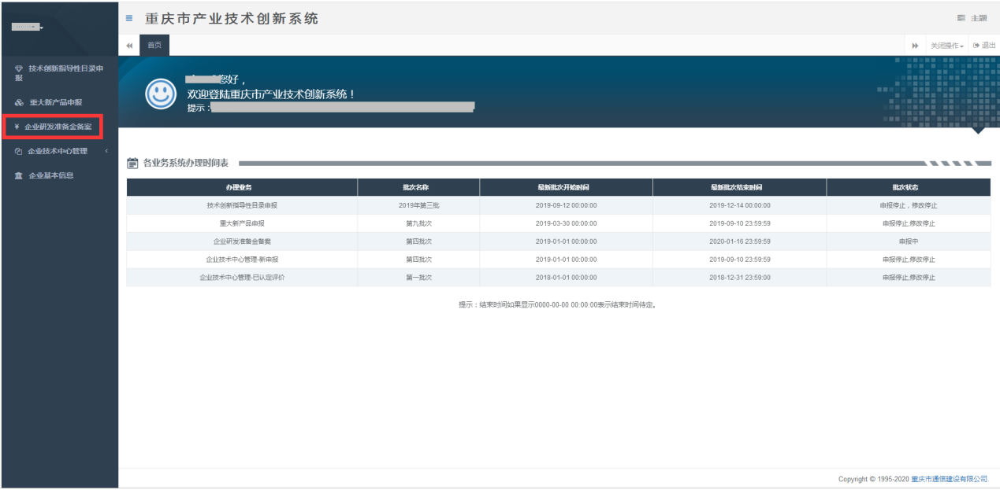 重庆市产业技术创新系统
主题
首页
关闭操作
退出
技术创新指导性目录申
报
重大新产品申报
¥ 企业研发准备金备案
企业技术中心管理
企业基本信息
您好，
欢迎登陆重庆市产业技术创新系统！
提示：
各业务系统办理时间表
办理业务 批次名称 最新批次开始时间 最新批次结束时间 批次状态
技术创新指导性目录申报 2019年第三批 2019-09-12 00:00:00 2019-12-14 00:00:00 申报停止，修改停止
重大新产品申报 第九批次 2019-03-30 00:00:00 2019-09-10 23:59:59 申报停止,修改停止
企业研发准备金备案 第四批次 2019-01-01 00:00:00 2020-01-16 23:59:59 申报中
企业技术中心管理-新申报 第四批次 2019-01-01 00:00:00 2019-09-10 23:59:59 申报停止,修改停止
企业技术中心管理-已认定评价 第一批次 2018-01-01 00:00:00 2018-12-31 23:59:00 申报停止,修改停止
提示：结束时间如果显示0000-00-00 00:00:00表示结束时间待定。
Copyright © 1995-2020 重庆市通信建设有限公司.